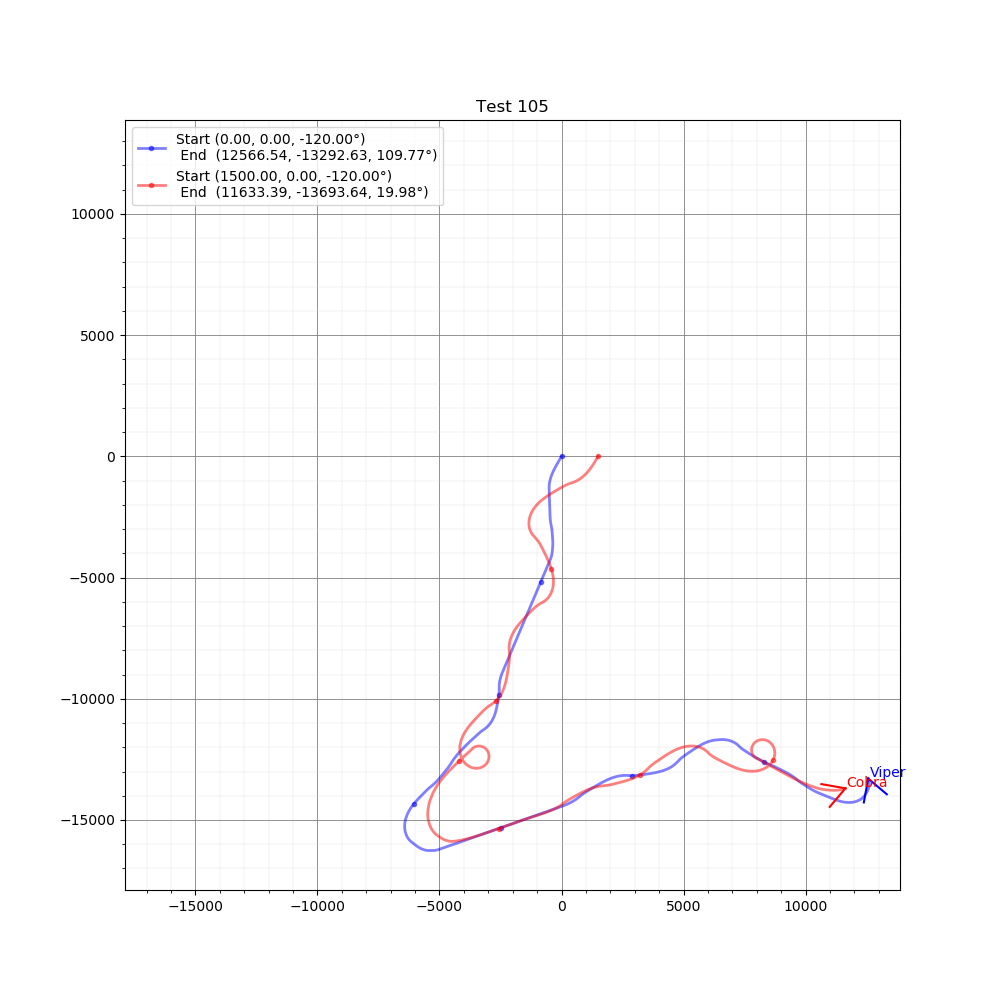 Test 105
Start (0.00, 0.00, -120.00°)
End  (12566.54, -13292.63, 109.77°)
Start (1500.00, 0.00, -120.00°)
End  (11633.39, -13693.64, 19.98°)
10000
5000
0
−5000
−10000
−15000
Viper
Cobra
−15000 −10000 −5000 0 5000 10000